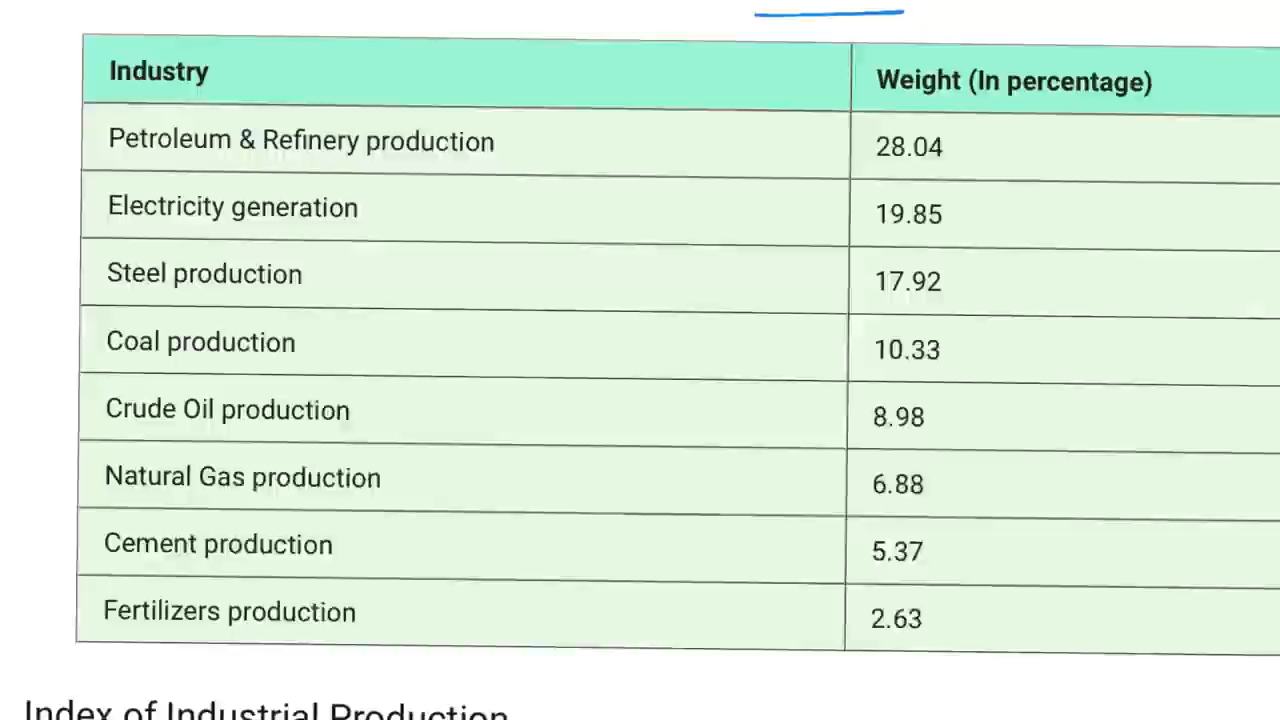 Industry Weight (In percentage)
Petroleum & Refinery production 28.04
Electricity generation 19.85
Steel production 17.92
Coal production 10.33
Crude Oil production 8.98
Natural Gas production 6.88
Cement production 5.37
Fertilizers production 2.63
Index of Industrial Production